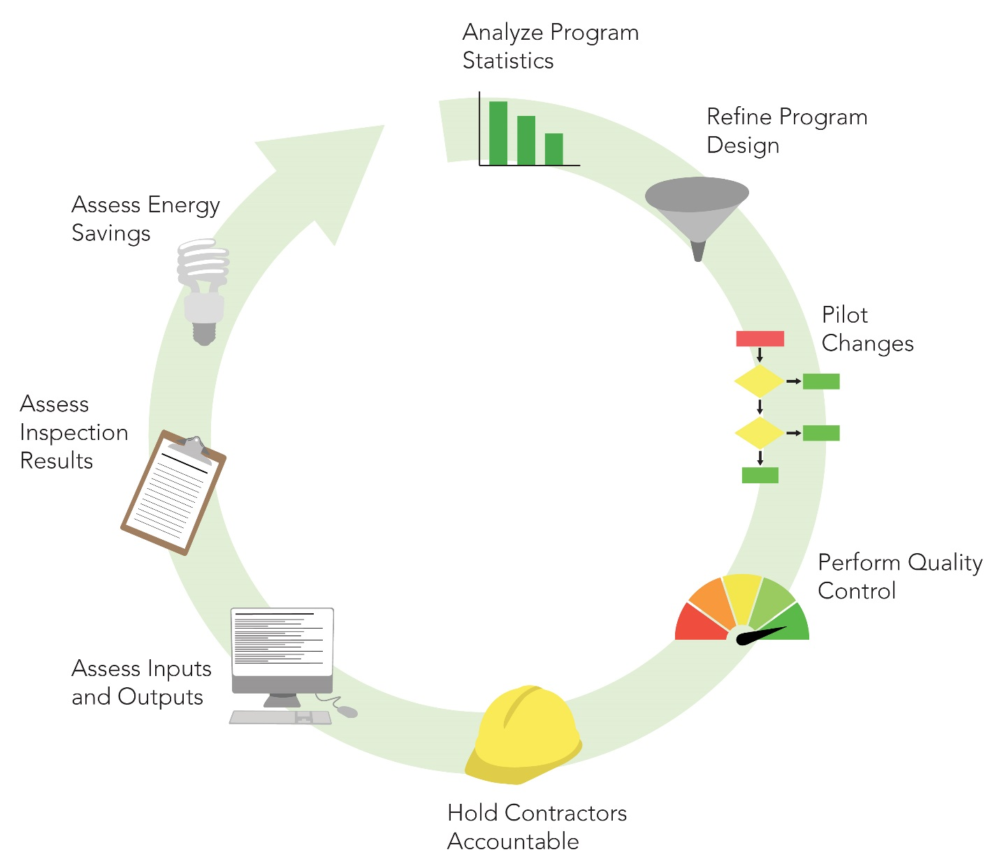 Analyze Program
Statistics
Refine Program
Design
Pilot
Changes
Perform Quality
Control
Hold Contractors
Accountable
Assess Inputs
and Outputs
Assess
Inspection
Results
Assess Energy
Savings